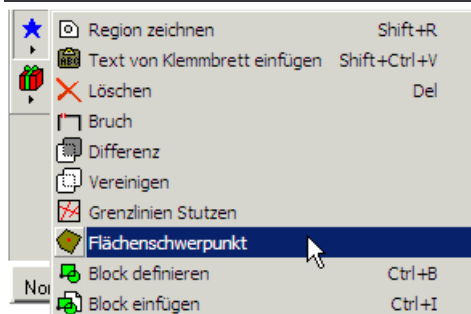 Region zeichnen Shift+R
Text von Klemmbrett einfügen Shift+Ctrl+V
Löschen Del
Bruch
Differenz
Vereinigen
Grenzlinien Stutzen
Flächenschwerpunkt
Block definieren Ctrl+B
Block einfügen Ctrl+I